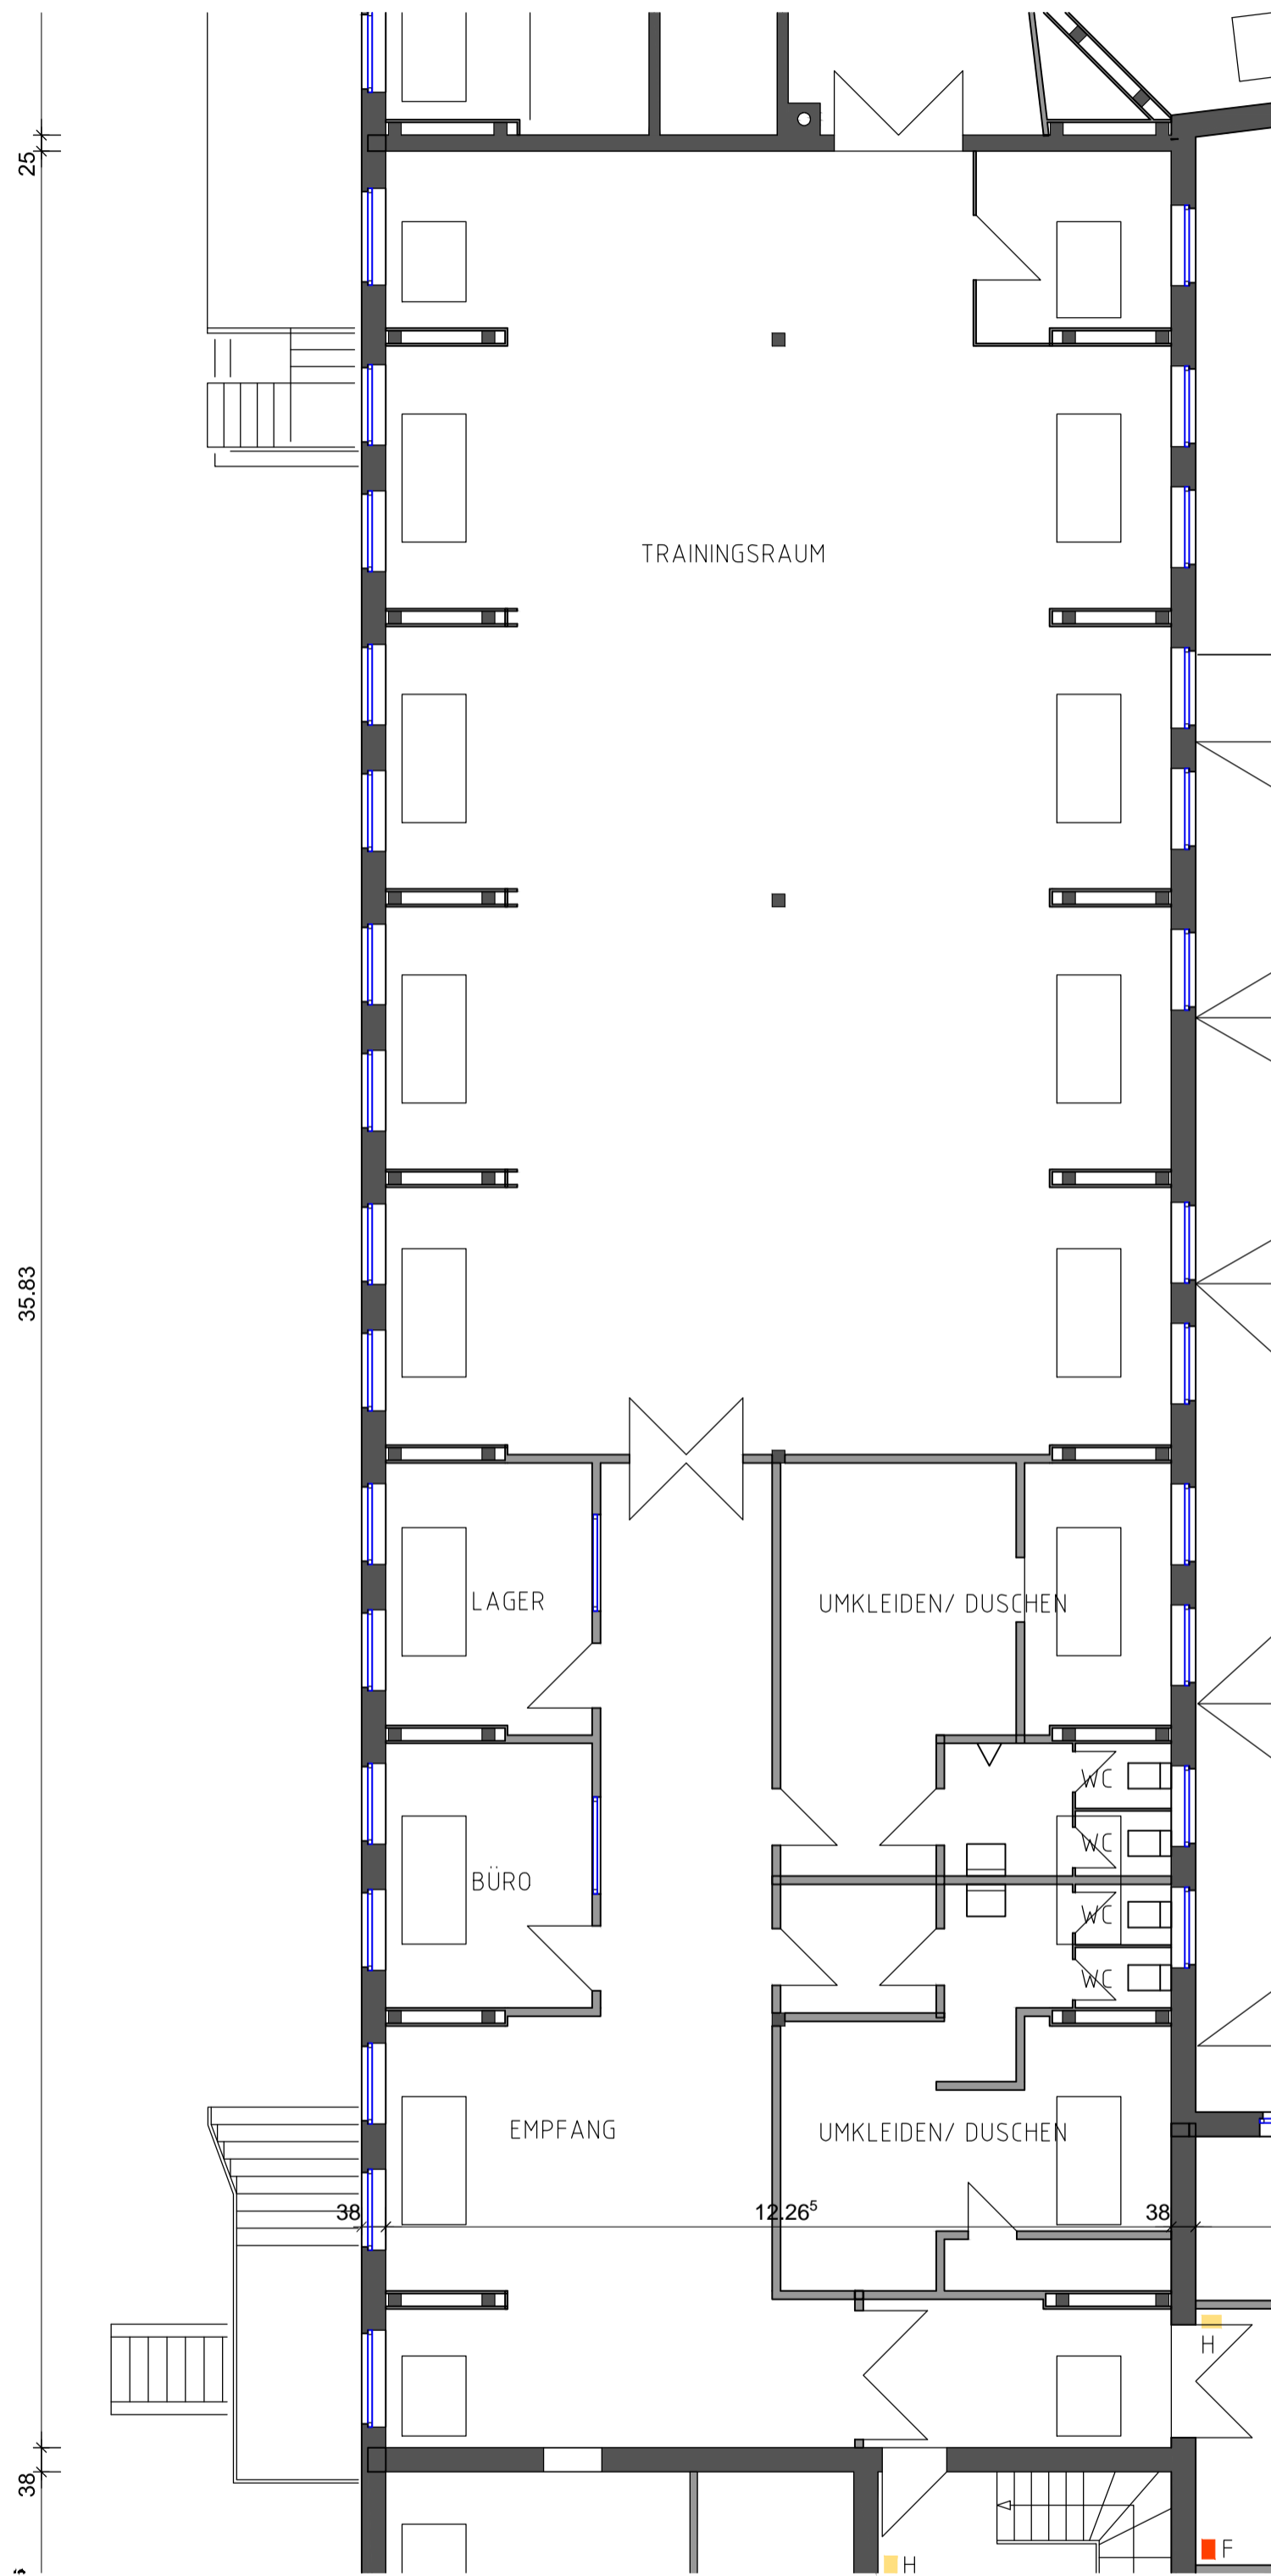 25
TRAININGSRAUM
35.83
LAGER
UMKLEIDEN/ DUSCHEN
WC
WC
BÜRO
WC
WC
EMPFANG
UMKLEIDEN/ DUSCHEN
38
12.26⁵
38
H
38
F
H